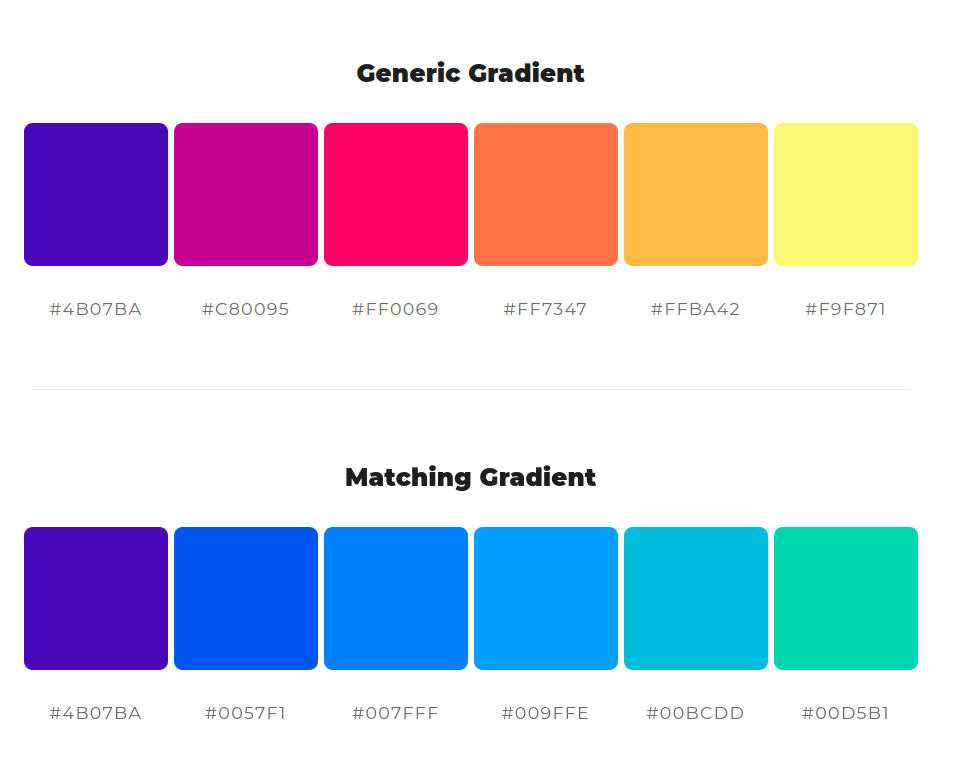 Generic Gradient
#4B07BA #C80095 #FF0069 #FF7347 #FFBA42 #F9F871
Matching Gradient
#4B07BA #0057F1 #007FFF #009FFE #00BCDD #00D5B1